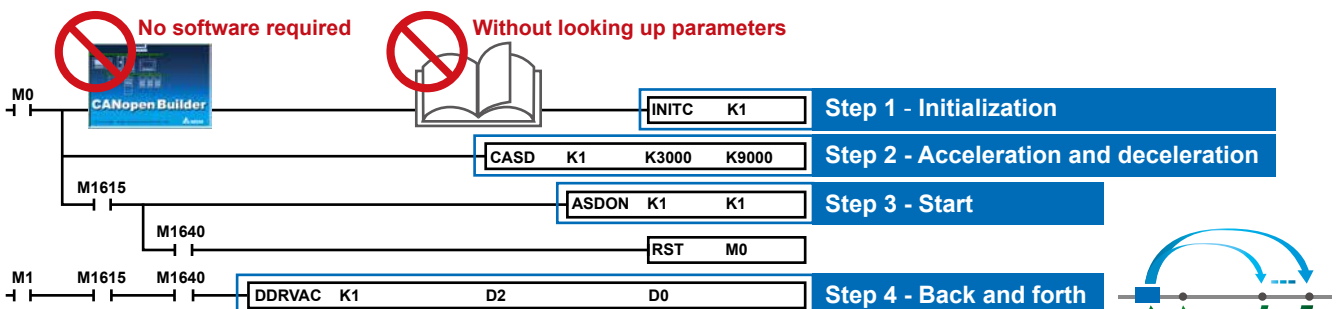 No software required
Without looking up parameters
CANopen Builder
M0
INITC K1
Step 1 - Initialization
CASD K1 K3000 K9000
Step 2 - Acceleration and deceleration
M1615
ASDON K1 K1
Step 3 - Start
M1640
RST M0
M1 M1615 M1640
DDRVAC K1 D2 D0
Step 4 - Back and forth